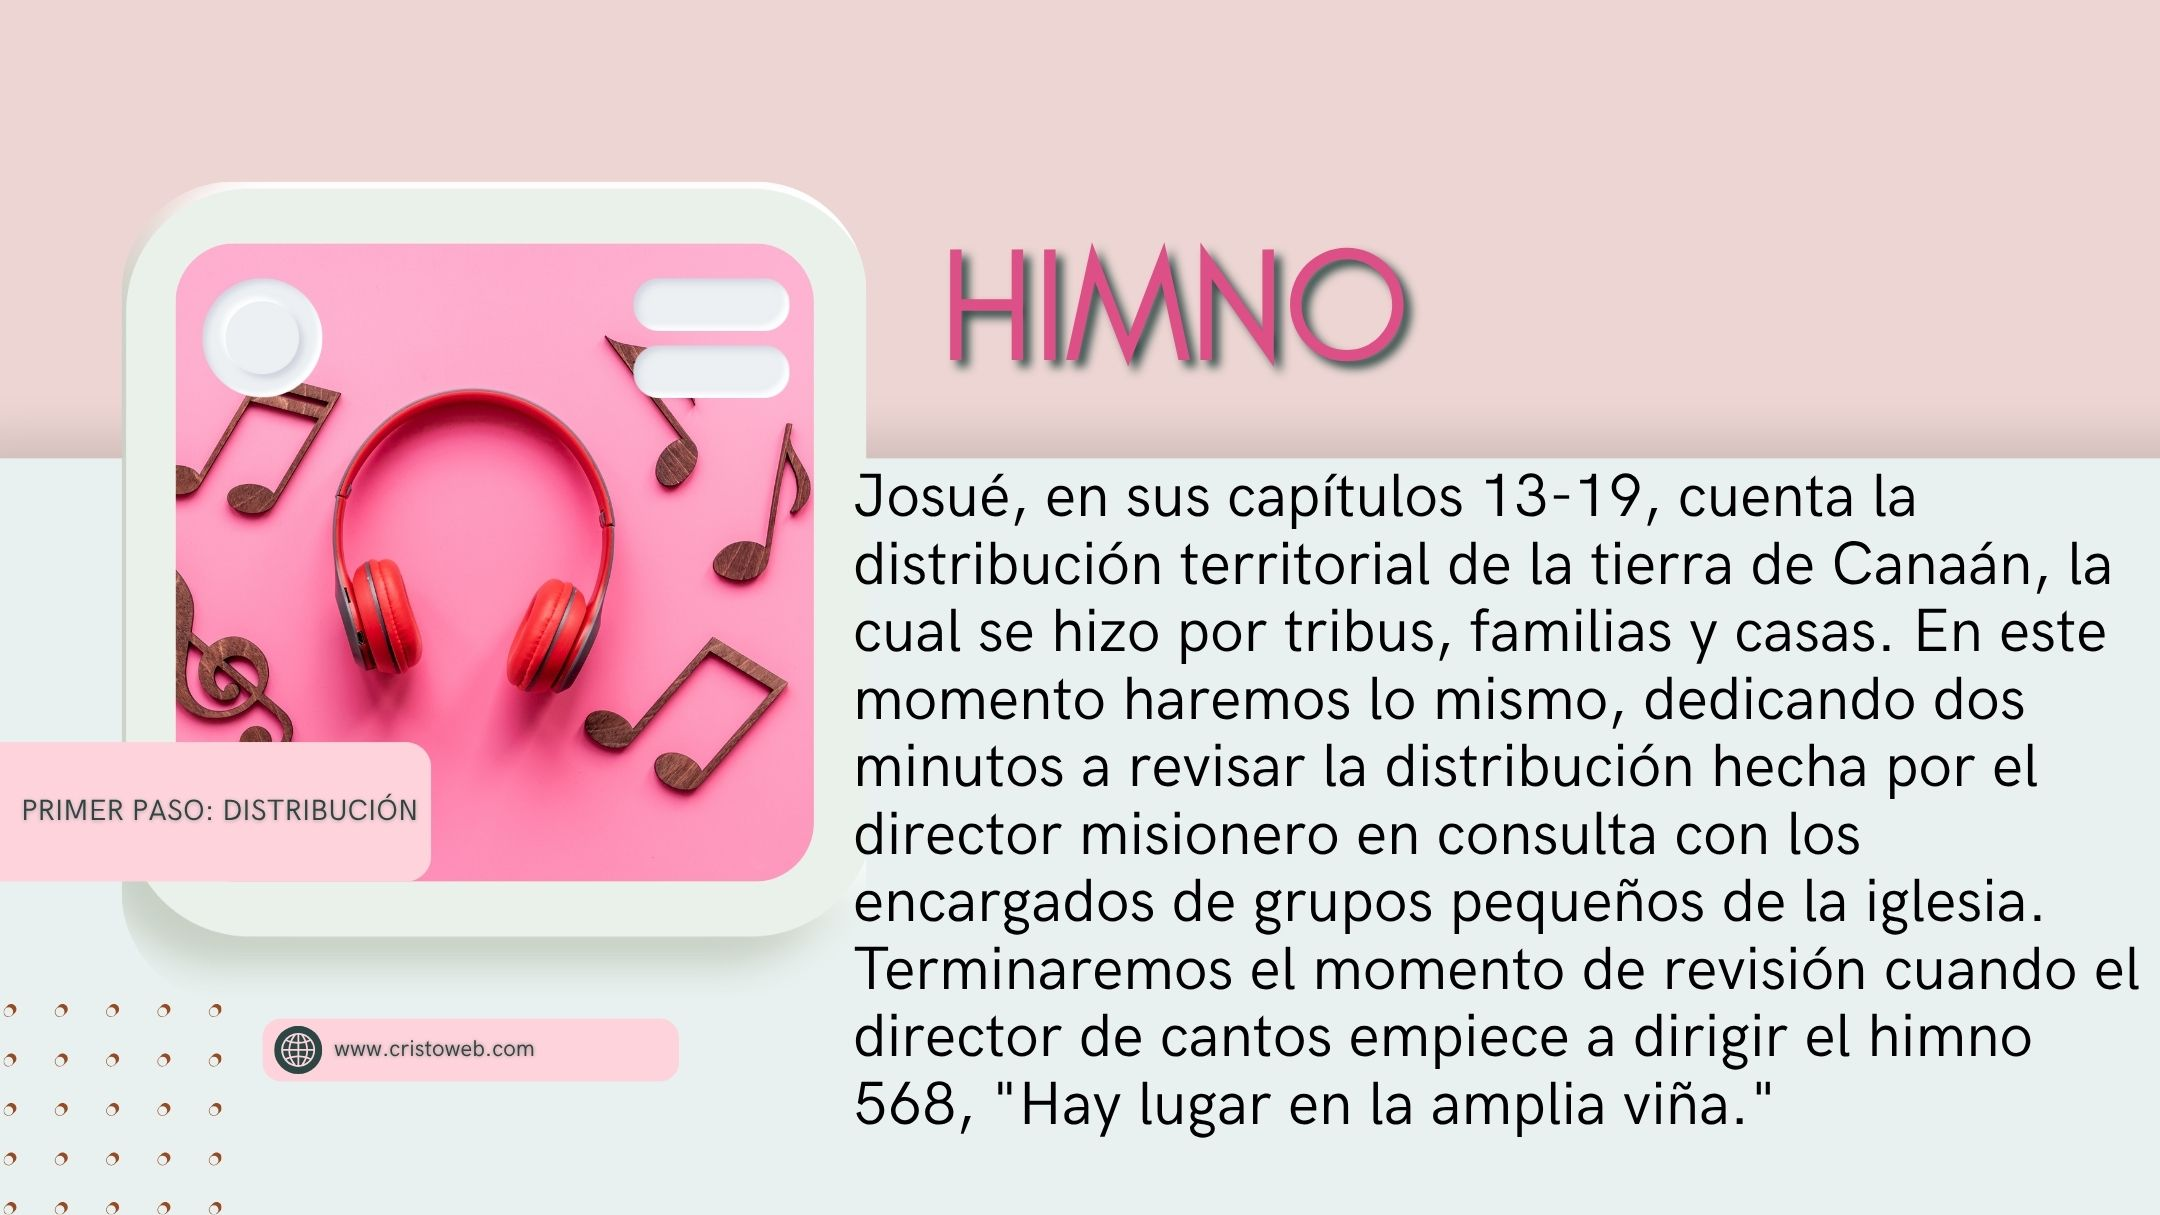 HIMNO
Josué, en sus capítulos 13-19, cuenta la
distribución territorial de la tierra de Canaán, la
cual se hizo por tribus, familias y casas. En este
momento haremos lo mismo, dedicando dos
minutos a revisar la distribución hecha por el
director misionero en consulta con los
encargados de grupos pequeños de la iglesia.
Terminaremos el momento de revisión cuando el
director de cantos empiece a dirigir el himno
568, "Hay lugar en la amplia viña."
PRIMER PASO: DISTRIBUCIÓN
www.cristoweb.com